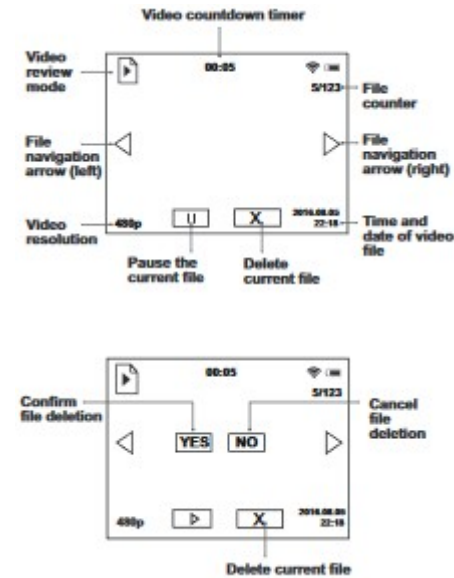 Video countdown timer
Video
review
mode
00:05
5/123
File
counter
File
navigation
arrow (left)
File
navigation
arrow (right)
Video
resolution
480p
U
X
2016.08.05
22:18
Time and
date of video
file
Pause the
current file
Delete
current file
00:05
5/123
Confirm
file deletion
YES
NO
Cancel
file
deletion
480p
X
2016.08.05
22:18
Delete current file